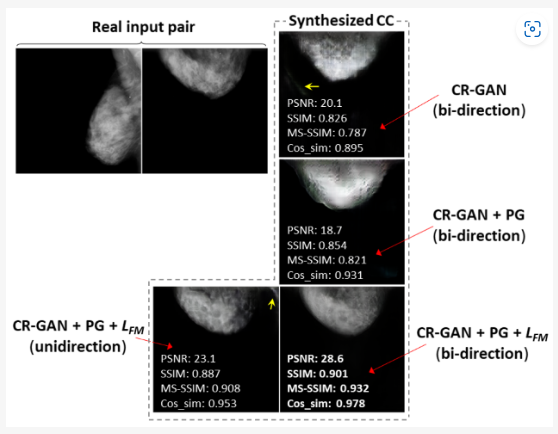 Real input pair
Synthesized CC
PSNR: 20.1
SSIM: 0.826
MS-SSIM: 0.787
Cos_sim: 0.895
CR-GAN
(bi-direction)
PSNR: 18.7
SSIM: 0.854
MS-SSIM: 0.821
Cos_sim: 0.931
CR-GAN + PG
(bi-direction)
CR-GAN + PG + LFM
(unidirection)
PSNR: 23.1
SSIM: 0.887
MS-SSIM: 0.908
Cos_sim: 0.953
PSNR: 28.6
SSIM: 0.901
MS-SSIM: 0.932
Cos_sim: 0.978
CR-GAN + PG + LFM
(bi-direction)